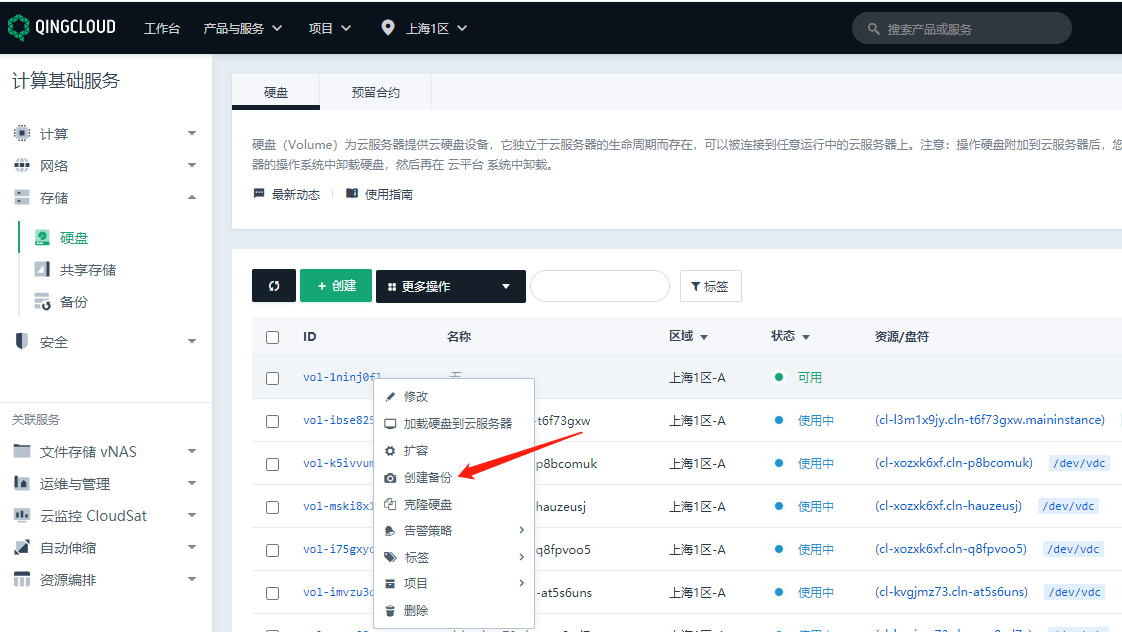 QINGCLOUD 工作台 产品与服务 项目 上海1区 搜索产品或服务
计算基础服务
计算
网络
存储
硬盘
共享存储
备份
安全
关联服务
文件存储 vNAS
运维与管理
云监控 CloudSat
自动伸缩
资源编排
硬盘 预留合约
硬盘（Volume）为云服务器提供云硬盘设备，它独立于云服务器的生命周期而存在，可以被连接到任意运行中的云服务器上。注意：操作硬盘附加到云服务器后，您
器的操作系统中卸载硬盘，然后再在 云平台 系统中卸载。
最新动态 使用指南
+ 创建 更多操作 标签
ID 名称 区域 状态 资源/盘符
vol-1ninj0f 无 上海1区-A 可用
vol-ibse825 -t6f73gxw 上海1区-A 使用中 (cl-l3m1x9jy.cln-t6f73gxw.maininstance)
vol-k5ivvum p8bcomuk 上海1区-A 使用中 (cl-xozxk6xf.cln-p8bcomuk) /dev/vdc
vol-mski8x hauzeusj 上海1区-A 使用中 (cl-xozxk6xf.cln-hauzeusj) /dev/vdc
vol-i75gxy q8fpvoo5 上海1区-A 使用中 (cl-xozxk6xf.cln-q8fpvoo5) /dev/vdc
vol-imvzu3 -at5s6uns 上海1区-A 使用中 (cl-kvgjmz73.cln-at5s6uns) /dev/vdc
修改
加载硬盘到云服务器
扩容
创建备份
克隆硬盘
告警策略
标签
项目
删除